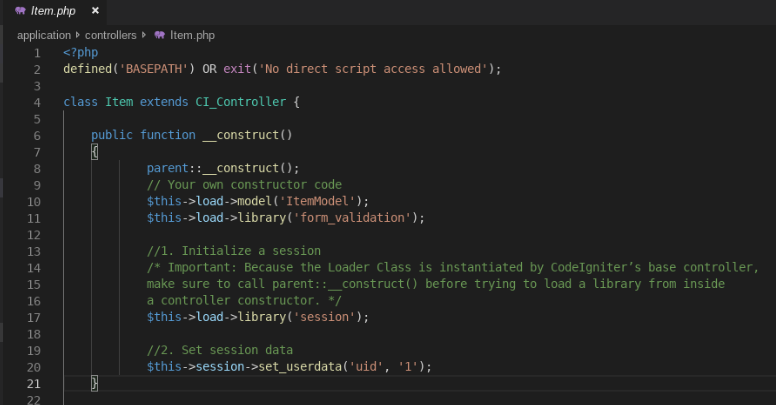 Item.php ×
application controllers Item.php
1 <?php
2 defined('BASEPATH') OR exit('No direct script access allowed');
3
4 class Item extends CI_Controller {
5
6 public function __construct()
7 {
8 parent::__construct();
9 // Your own constructor code
10 $this->load->model('ItemModel');
11 $this->load->library('form_validation');
12
13 //1. Initialize a session
14 /* Important: Because the Loader Class is instantiated by CodeIgniter’s base controller,
15 make sure to call parent::__construct() before trying to load a library from inside
16 a controller constructor. */
17 $this->load->library('session');
18
19 //2. Set session data
20 $this->session->set_userdata('uid', '1');
21 }
22